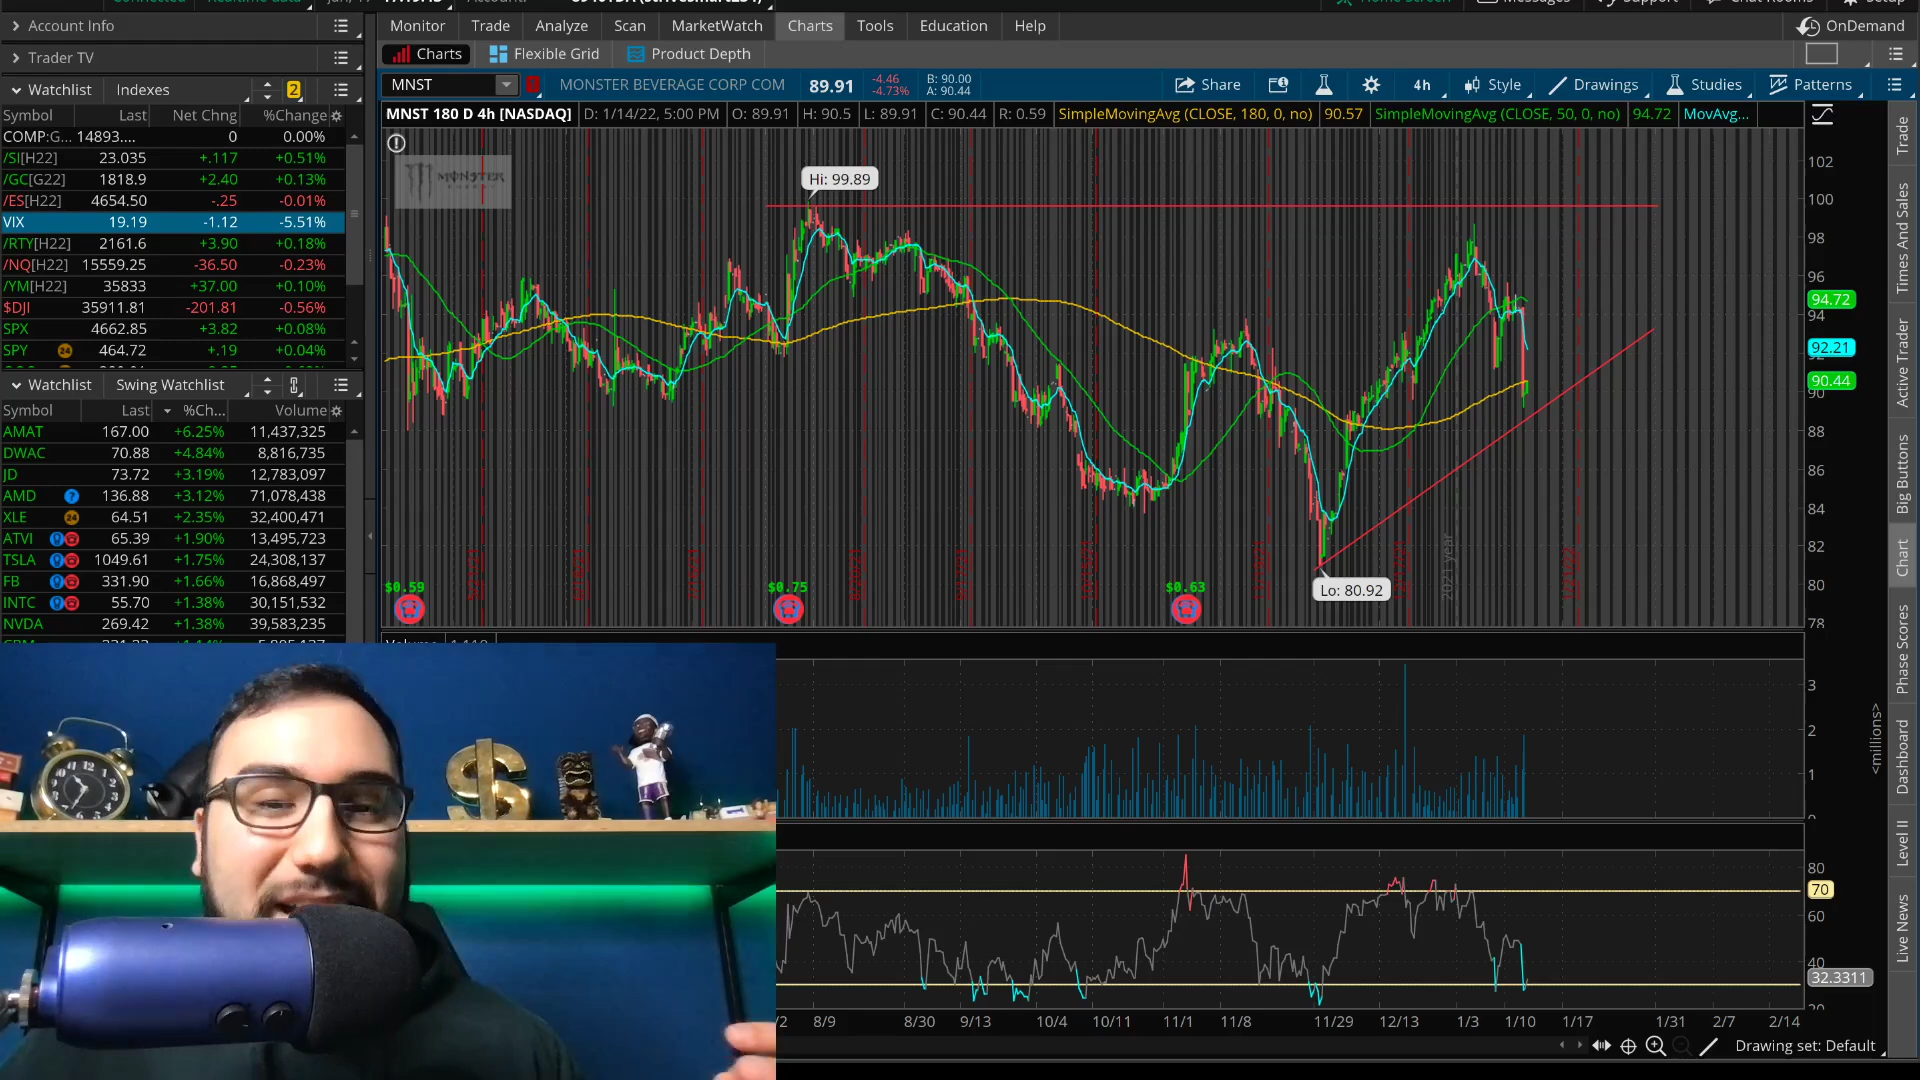 Account Info
Trader TV
Watchlist Indexes 2
Symbol Last Net Chng %Change
COMP:G... 14893.... 0 0.00%
/SI[H22] 23.035 +.117 +0.51%
/GC[G22] 1818.9 +2.40 +0.13%
/ES[H22] 4654.50 -.25 -0.01%
VIX 19.19 -1.12 -5.51%
/RTY[H22] 2161.6 +3.90 +0.18%
/NQ[H22] 15559.25 -36.50 -0.23%
/YM[H22] 35833 +37.00 +0.10%
$DJI 35911.81 -201.81 -0.56%
SPX 4662.85 +3.82 +0.08%
SPY 24 464.72 +.19 +0.04%
Watchlist Swing Watchlist
Symbol Last %Ch... Volume
AMAT 167.00 +6.25% 11,437,325
DWAC 70.88 +4.84% 8,816,735
JD 73.72 +3.19% 12,783,097
AMD 136.88 +3.12% 71,078,438
XLE 24 64.51 +2.35% 32,400,471
ATVI 65.39 +1.90% 13,495,723
TSLA 1049.61 +1.75% 24,308,137
FB 331.90 +1.66% 16,868,497
INTC 55.70 +1.38% 30,151,532
NVDA 269.42 +1.38% 39,583,235
Monitor Trade Analyze Scan MarketWatch Charts Tools Education Help
OnDemand
Charts Flexible Grid Product Depth
MNST MONSTER BEVERAGE CORP COM 89.91 -4.46 -4.73% B: 90.00 A: 90.44 Share 4h Style Drawings Studies Patterns
MNST 180 D 4h [NASDAQ] D: 1/14/22, 5:00 PM O: 89.91 H: 90.5 L: 89.91 C: 90.44 R: 0.59 SimpleMovingAvg (CLOSE, 180, 0, no) 90.57 SimpleMovingAvg (CLOSE, 50, 0, no) 94.72 MovAvg...
MONSTER
Hi: 99.89
Lo: 80.92
$0.59 $0.75 $0.63
2021 year
102
100
98
96
94.72
94
92.21
90.44
90
88
86
84
82
80
78
3
2
1
<millions>
80
70
60
40
32.3311
8/9 8/30 9/13 10/4 10/11 11/1 11/8 11/29 12/13 1/3 1/10 1/17 1/31 2/7 2/14
Drawing set: Default
Trade
Times And Sales
Active Trader
Big Buttons
Chart
Phase Scores
Dashboard
Level II
Live News